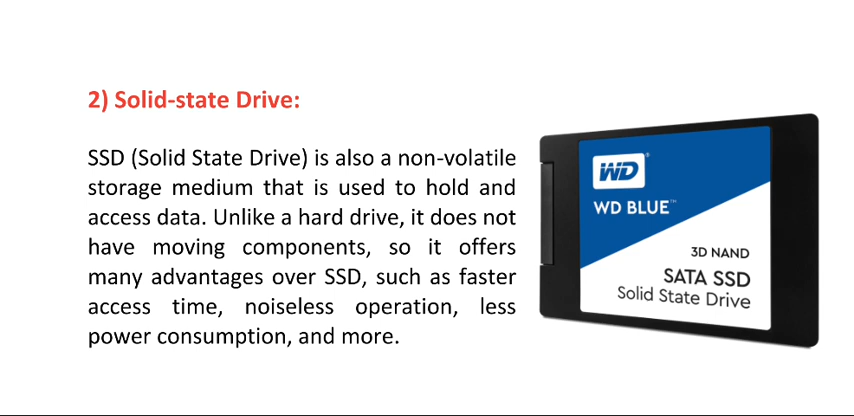 2) Solid-state Drive:
SSD (Solid State Drive) is also a non-volatile
storage medium that is used to hold and
access data. Unlike a hard drive, it does not
have moving components, so it offers
many advantages over SSD, such as faster
access time, noiseless operation, less
power consumption, and more.
WD®
WD BLUE™
3D NAND
SATA SSD
Solid State Drive